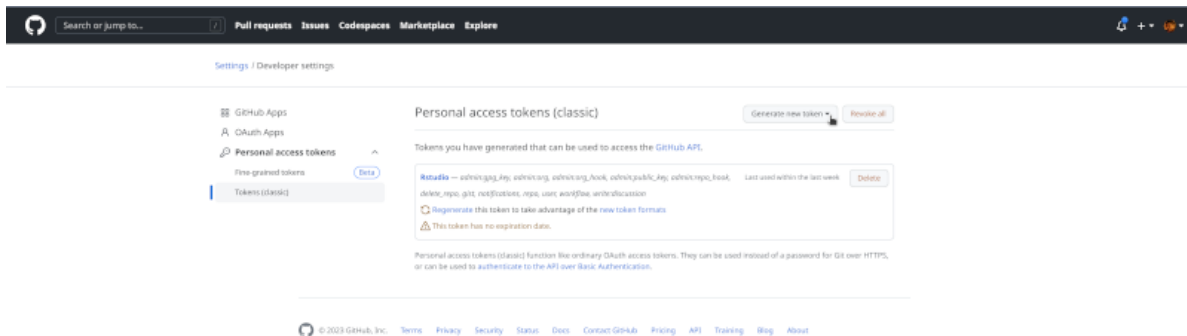 Search or jump to... /
Pull requests Issues Codespaces Marketplace Explore
Settings / Developer settings
GitHub Apps
OAuth Apps
Personal access tokens
Fine-grained tokens Beta
Tokens (classic)
Personal access tokens (classic)
Generate new token
Revoke all
Tokens you have generated that can be used to access the GitHub API.
Rstudio — admin:gpg_key, admin:org, admin:org_hook, admin:public_key, admin:repo_hook, Last used within the last week Delete
delete_repo, gist, notifications, repo, user, workflow, write:discussion
Regenerate this token to take advantage of the new token formats
This token has no expiration date.
Personal access tokens (classic) function like ordinary OAuth access tokens. They can be used instead of a password for Git over HTTPS,
or can be used to authenticate to the API over Basic Authentication.
© 2023 GitHub, Inc. Terms Privacy Security Status Docs Contact GitHub Pricing API Training Blog About